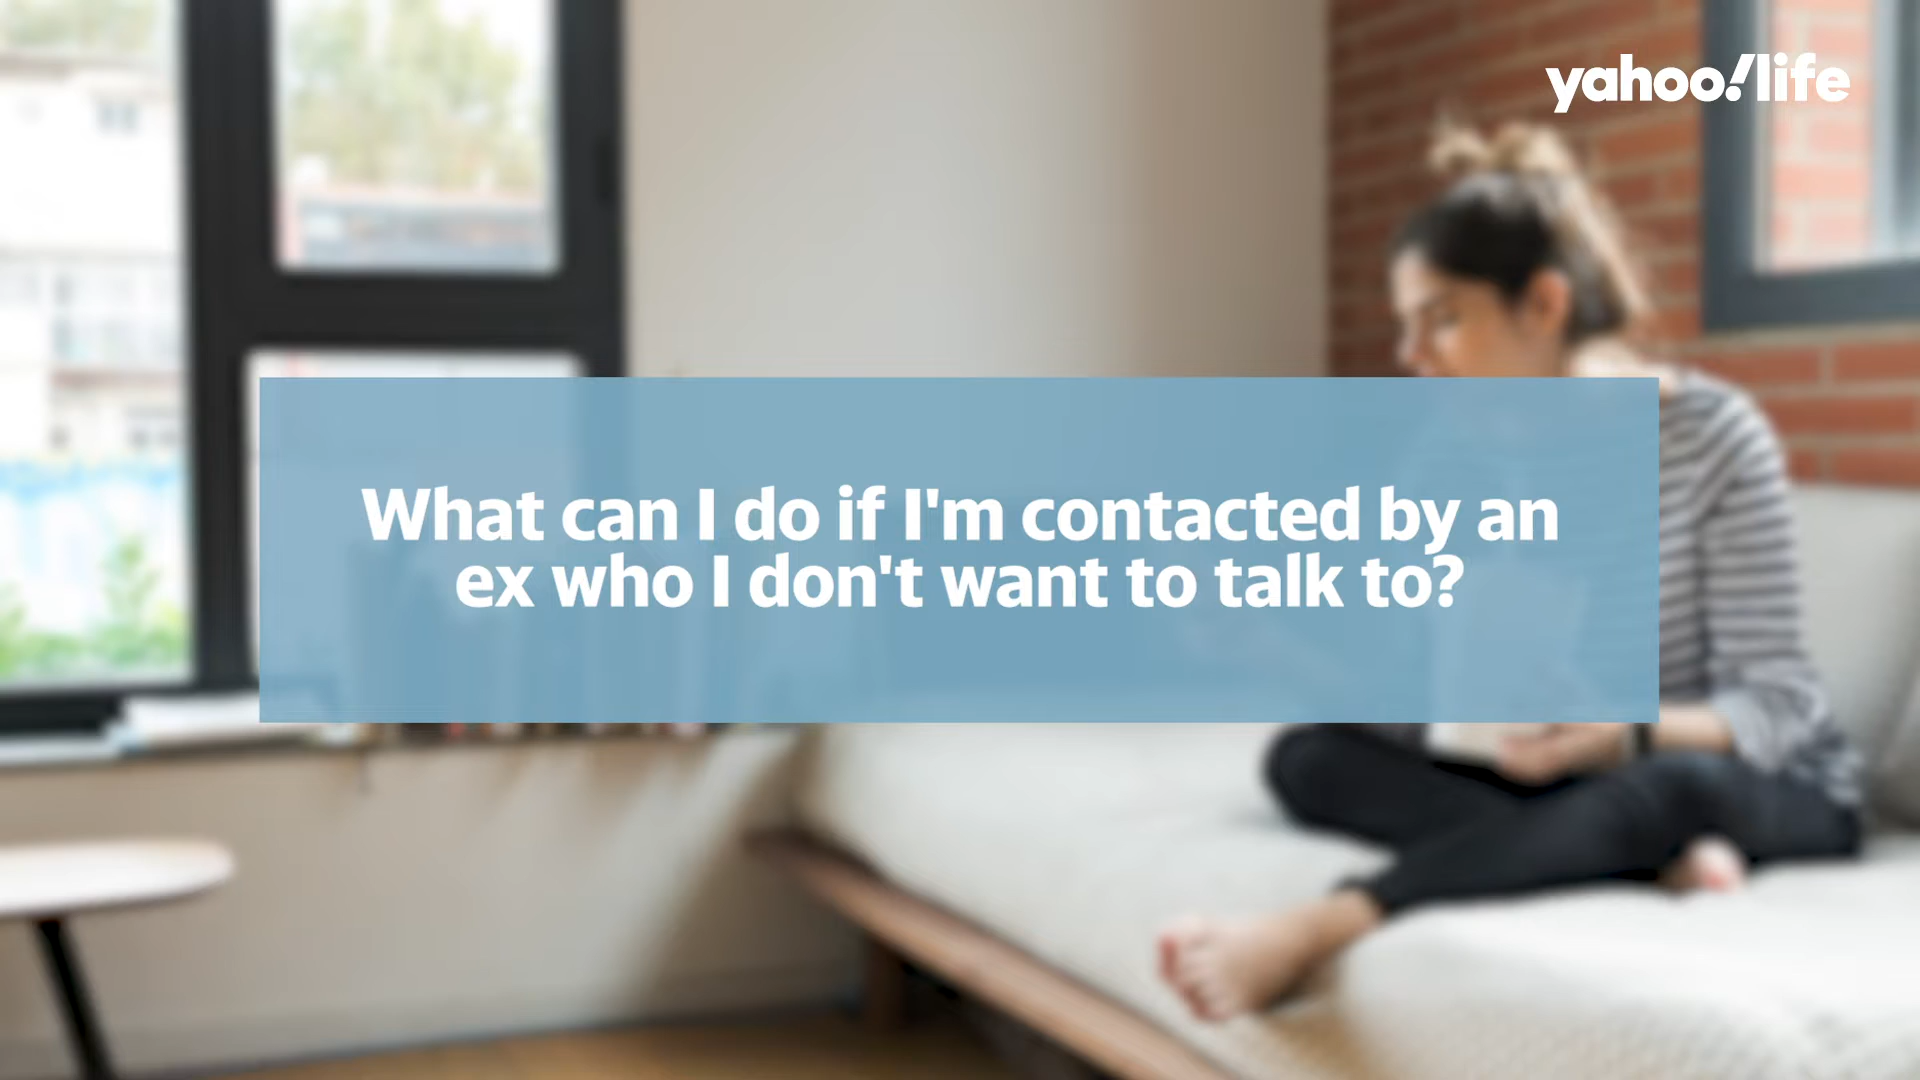 yahoo!life
What can I do if I'm contacted by an
ex who I don't want to talk to?